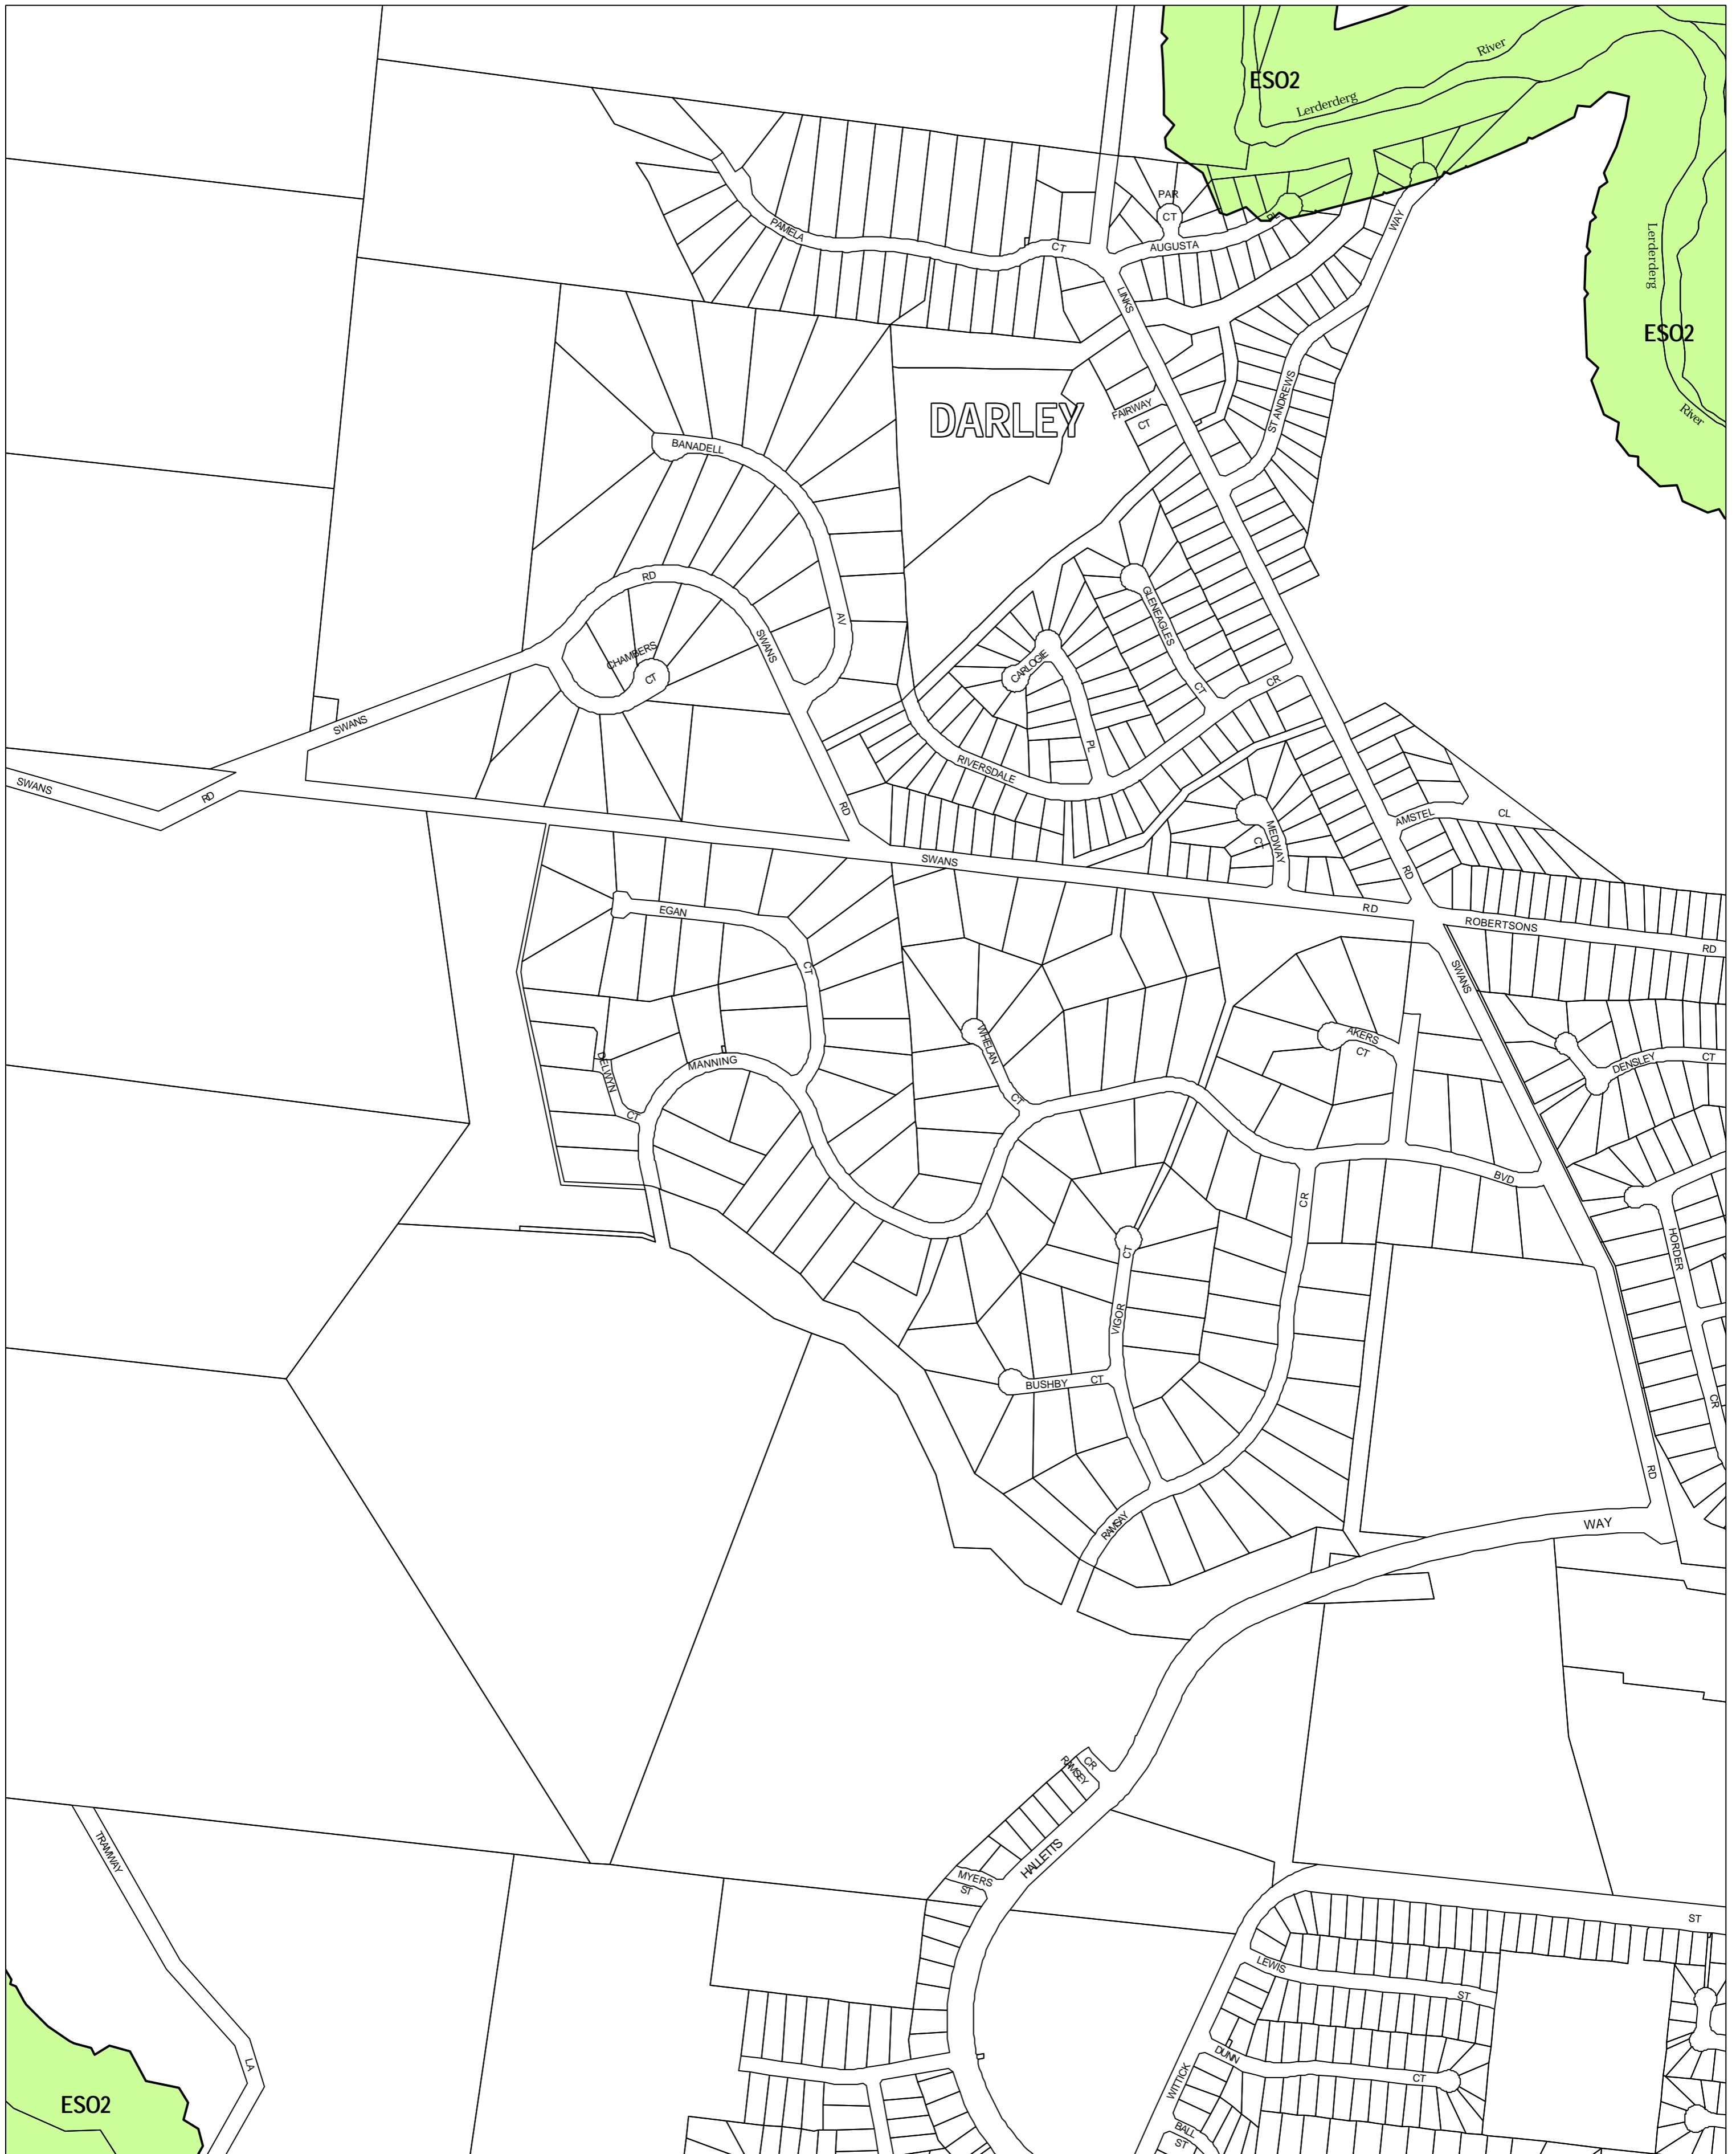 River
ESO2
Lerderderg
PAR
CT
PAMELA
CT
AUGUSTA
PL
WAY
Lerderderg
LINKS
ESO2
ST ANDREWS
FAIRWAY
CT
DARLEY
River
BANADELL
RD
AV
GLENEAGLES
SWANS
CHAMBERS
CT
CARLOGIE
CT
CR
SWANS
PL
RIVERSDALE
SWANS
RD
RD
AMSTEL
CL
MEDWAY
CT
SWANS
RD
RD
EGAN
ROBERTSONS
RD
CT
SWANS
WHELAN
AKERS
CT
DENSLEY
CT
MANNING
DELWYN
CT
CT
BVD
CR
HORDER
CT
VIGOR
BUSHBY
CT
CR
RD
RAMSAY
WAY
CR
RAMSEY
TRAMWAY
HALLETTS
MYERS
ST
ST
LEWIS
ST
DUNN
CT
LA
WITTICK
ESO2
BALL
ST